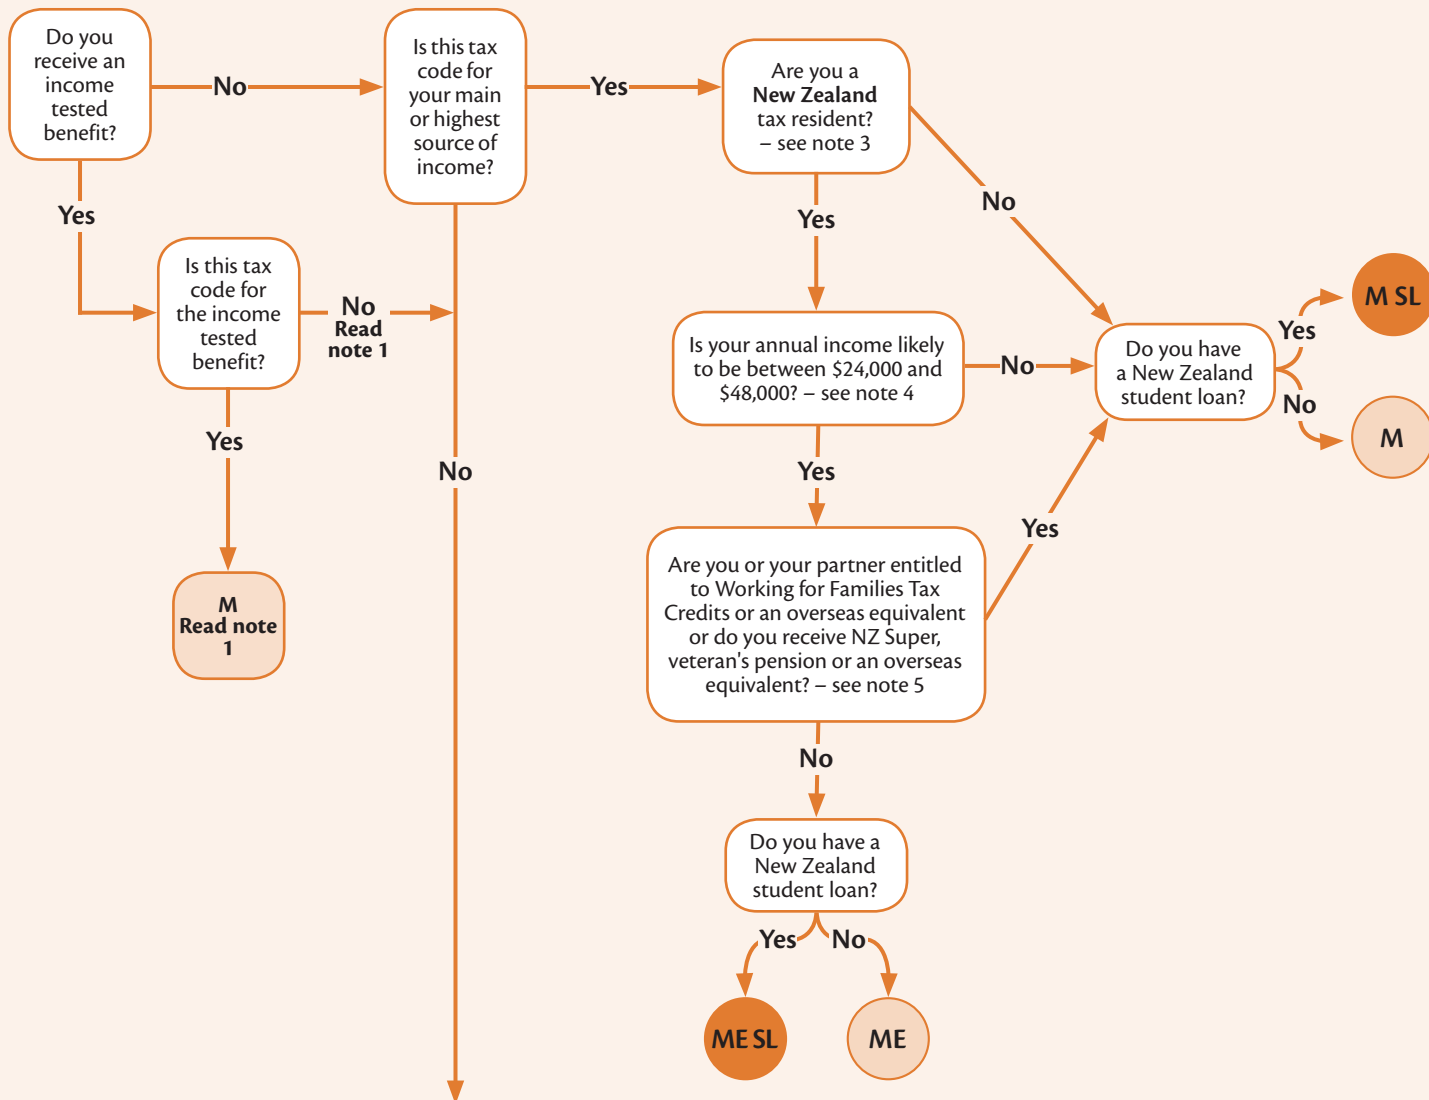 Do you
receive an
income
tested
benefit?
No
Is this tax
code for
your main
or highest
source of
income?
Yes
Are you a
New Zealand
tax resident?
– see note 3
No
Yes
Yes
Is this tax
code for
the income
tested
benefit?
No
Read
note 1
Is your annual income likely
to be between $24,000 and
$48,000? – see note 4
No
Do you have
a New Zealand
student loan?
Yes
M SL
No
M
Yes
No
Yes
M
Read note
1
Are you or your partner entitled
to Working for Families Tax
Credits or an overseas equivalent
or do you receive NZ Super,
veteran's pension or an overseas
equivalent? – see note 5
Yes
No
Do you have a
New Zealand
student loan?
Yes
No
ME SL
ME